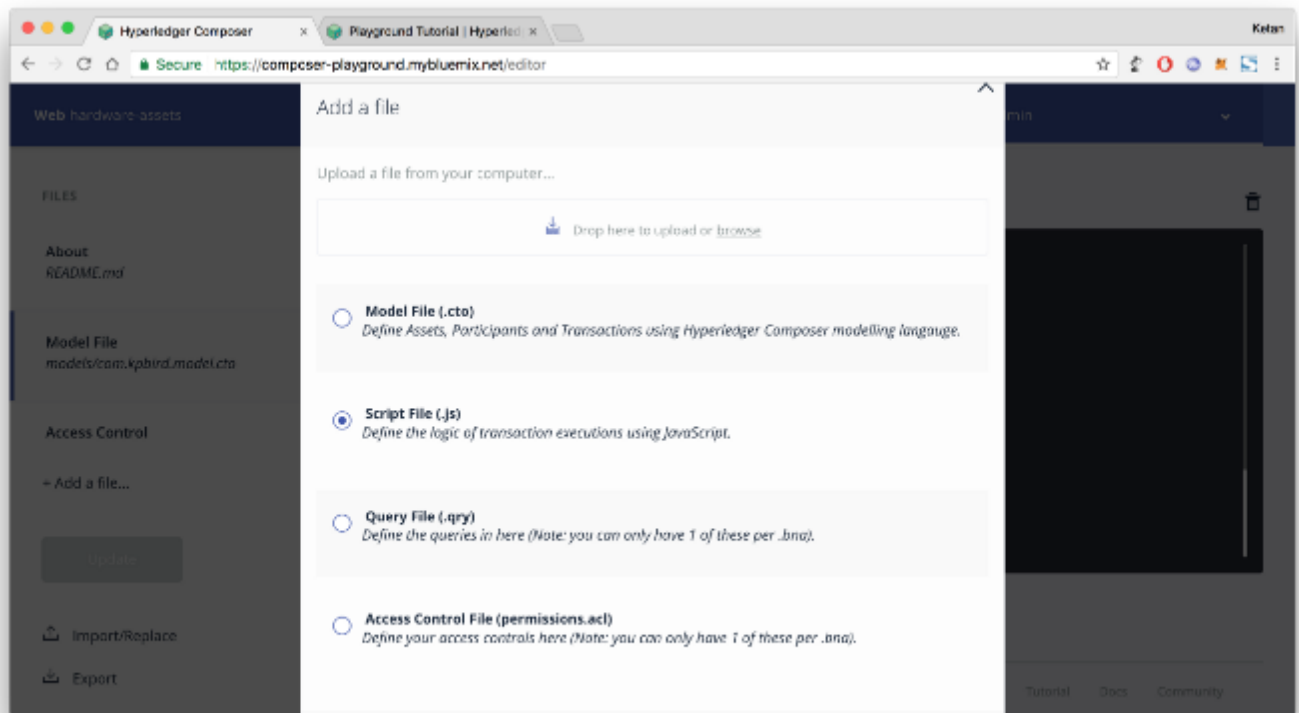 Hyperledger Composer
Playground Tutorial | Hyperled
Ketan
Secure https://composer-playground.mybluemix.net/editor
Web hardware-assets
min
Add a file
Upload a file from your computer...
Drop here to upload or browse
FILES
About
README.md
Model File
models/com.kpbird.model.cto
Access Control
+ Add a file...
Update
Import/Replace
Export
Model File (.cto)
Define Assets, Participants and Transactions using Hyperledger Composer modelling langauge.
Script File (.js)
Define the logic of transaction executions using JavaScript.
Query File (.qry)
Define the queries in here (Note: you can only have 1 of these per .bna).
Access Control File (permissions.acl)
Define your access controls here (Note: you can only have 1 of these per .bna).
Tutorial Docs Community